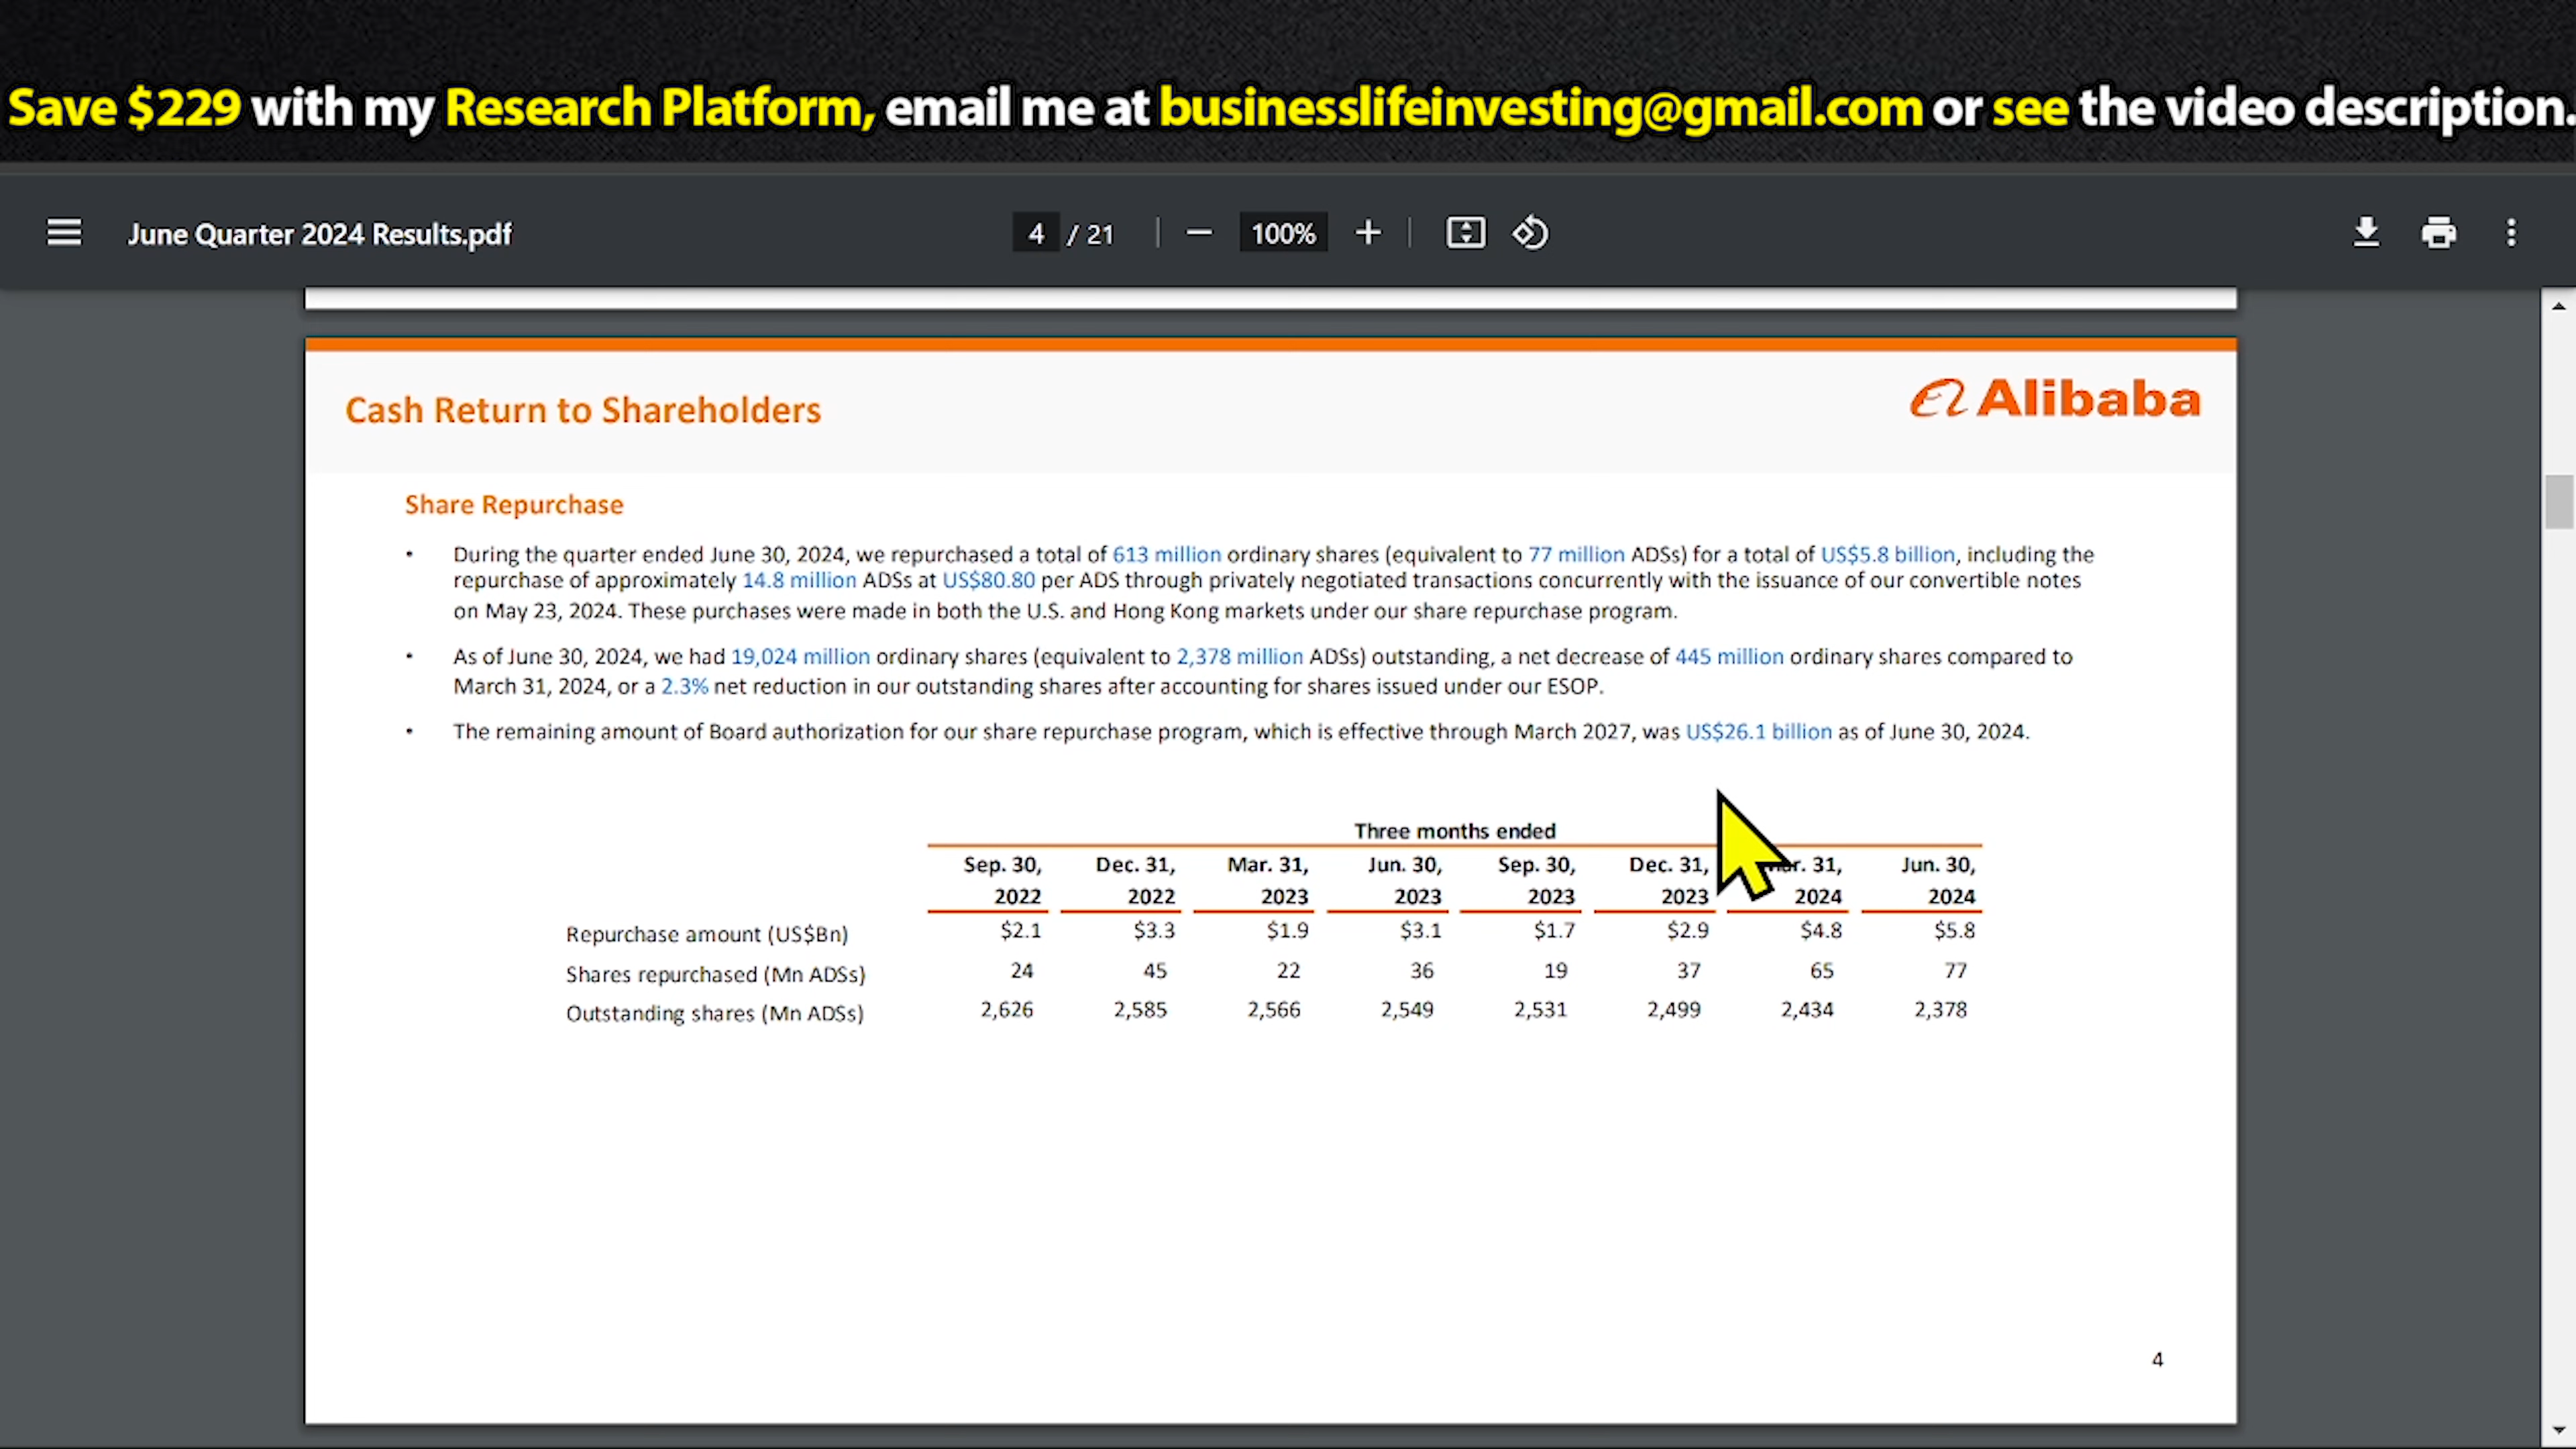 Save $229 with my Research Platform, email me at businesslifeinvesting@gmail.com or see the video description.
June Quarter 2024 Results.pdf
4 / 21
100%
Cash Return to Shareholders
Alibaba
Share Repurchase
• During the quarter ended June 30, 2024, we repurchased a total of 613 million ordinary shares (equivalent to 77 million ADSs) for a total of US$5.8 billion, including the
repurchase of approximately 14.8 million ADSs at US$80.80 per ADS through privately negotiated transactions concurrently with the issuance of our convertible notes
on May 23, 2024. These purchases were made in both the U.S. and Hong Kong markets under our share repurchase program.
• As of June 30, 2024, we had 19,024 million ordinary shares (equivalent to 2,378 million ADSs) outstanding, a net decrease of 445 million ordinary shares compared to
March 31, 2024, or a 2.3% net reduction in our outstanding shares after accounting for shares issued under our ESOP.
• The remaining amount of Board authorization for our share repurchase program, which is effective through March 2027, was US$26.1 billion as of June 30, 2024.
Three months ended
Sep. 30, Dec. 31, Mar. 31, Jun. 30, Sep. 30, Dec. 31, 31, Jun. 30,
2022 2022 2023 2023 2023 2023 2024 2024
Repurchase amount (US$Bn) $2.1 $3.3 $1.9 $3.1 $1.7 $2.9 $4.8 $5.8
Shares repurchased (Mn ADSs) 24 45 22 36 19 37 65 77
Outstanding shares (Mn ADSs) 2,626 2,585 2,566 2,549 2,531 2,499 2,434 2,378
4